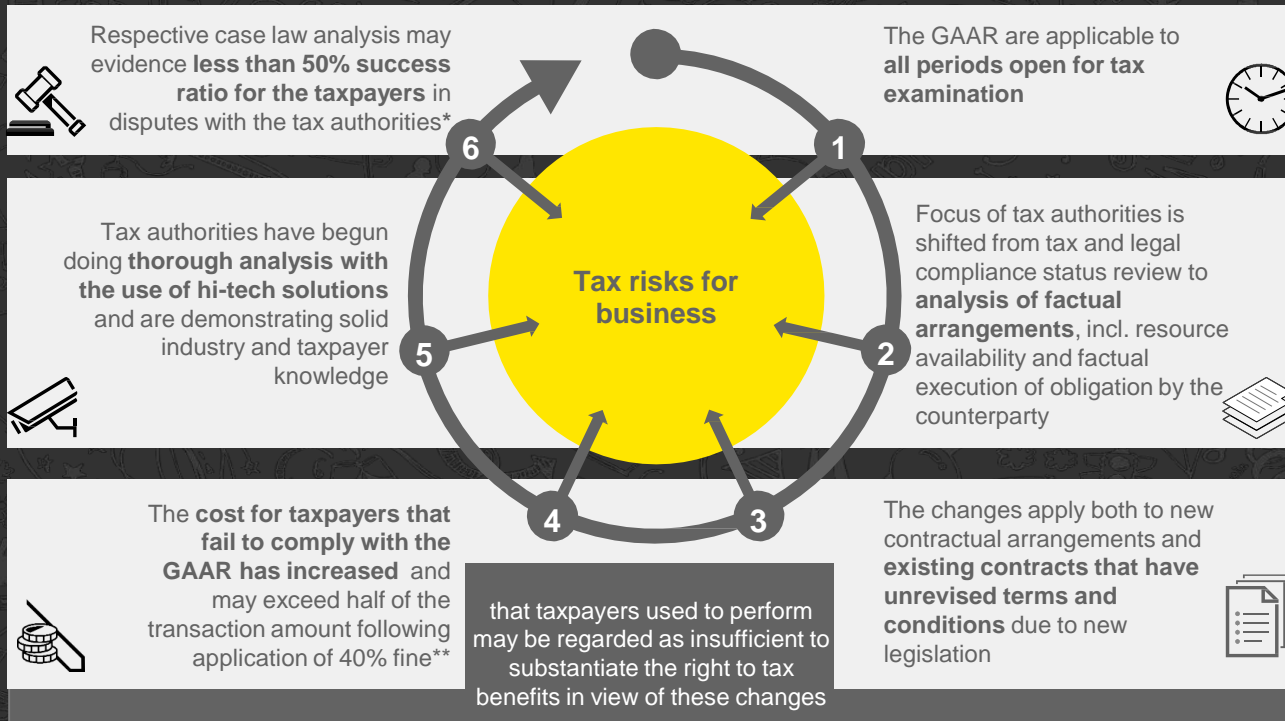 Respective case law analysis may
evidence less than 50% success
ratio for the taxpayers in
disputes with the tax authorities*
The GAAR are applicable to
all periods open for tax
examination
6
1
Tax authorities have begun
doing thorough analysis with
the use of hi-tech solutions
and are demonstrating solid
industry and taxpayer
knowledge
Tax risks for
business
Focus of tax authorities is
shifted from tax and legal
compliance status review to
analysis of factual
arrangements, incl. resource
availability and factual
execution of obligation by the
counterparty
5
2
The cost for taxpayers that
fail to comply with the
GAAR has increased and
may exceed half of the
transaction amount following
application of 40% fine**
4
3
The changes apply both to new
contractual arrangements and
existing contracts that have
unrevised terms and
conditions due to new
legislation
that taxpayers used to perform
may be regarded as insufficient to
substantiate the right to tax
benefits in view of these changes